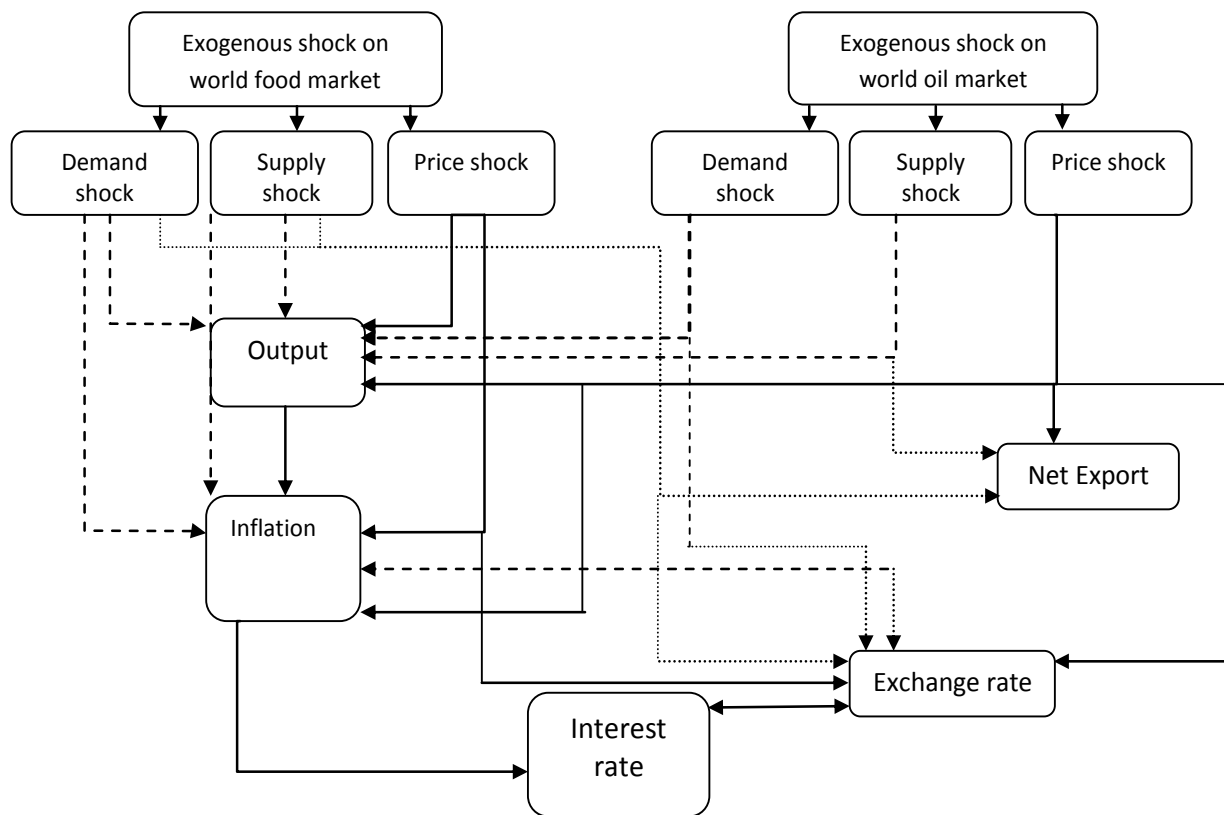 Exogenous shock on
world food market
Exogenous shock on
world oil market
Demand
shock
Supply
shock
Price shock
Demand
shock
Supply
shock
Price shock
Output
Net Export
Inflation
Exchange rate
Interest
rate